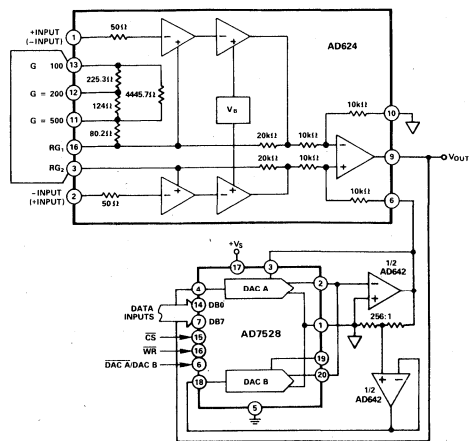 +INPUT
(−INPUT)
1
50Ω
AD624
G 100
13
225.3Ω
G = 200
12
4445.7Ω
124Ω
G = 500
11
80.2Ω
VB
RG1
16
RG2
3
20kΩ
10kΩ
10kΩ
10
20kΩ
10kΩ
10kΩ
9
VOUT
6
−INPUT
(+INPUT)
2
50Ω
+VS
17
3
4
DAC A
2
1/2
AD642
DATA
INPUTS
14
DB0
7
DB7
1
256:1
AD7528
CS
15
WR
16
DAC A/DAC B
6
19
20
18
DAC B
5
1/2
AD642